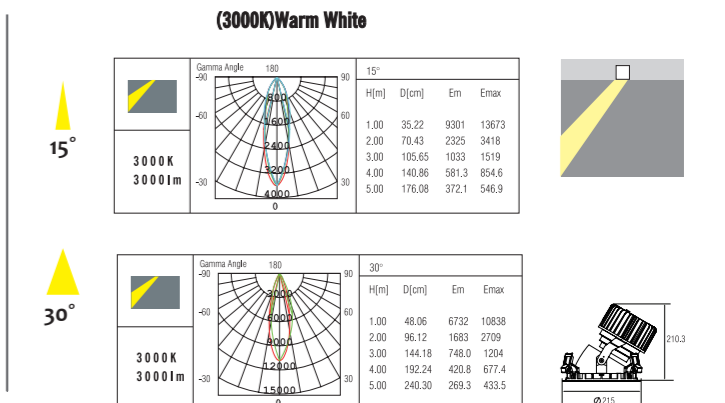 (3000K)Warm White
15°
3000K
3000lm
Gamma Angle 180
-90 90
-60 60
-30 30
0
800
1600
2400
3200
4000
15°
H[m] D[cm] Em Emax
1.00 35.22 9301 13673
2.00 70.43 2325 3418
3.00 105.65 1033 1519
4.00 140.86 581.3 854.6
5.00 176.08 372.1 546.9
30°
3000K
3000lm
Gamma Angle 180
-90 90
-60 60
-30 30
0
3000
6000
9000
12000
15000
30°
H[m] D[cm] Em Emax
1.00 48.06 6732 10838
2.00 96.12 1683 2709
3.00 144.18 748.0 1204
4.00 192.24 420.8 677.4
5.00 240.30 269.3 433.5
210.3
Ø215